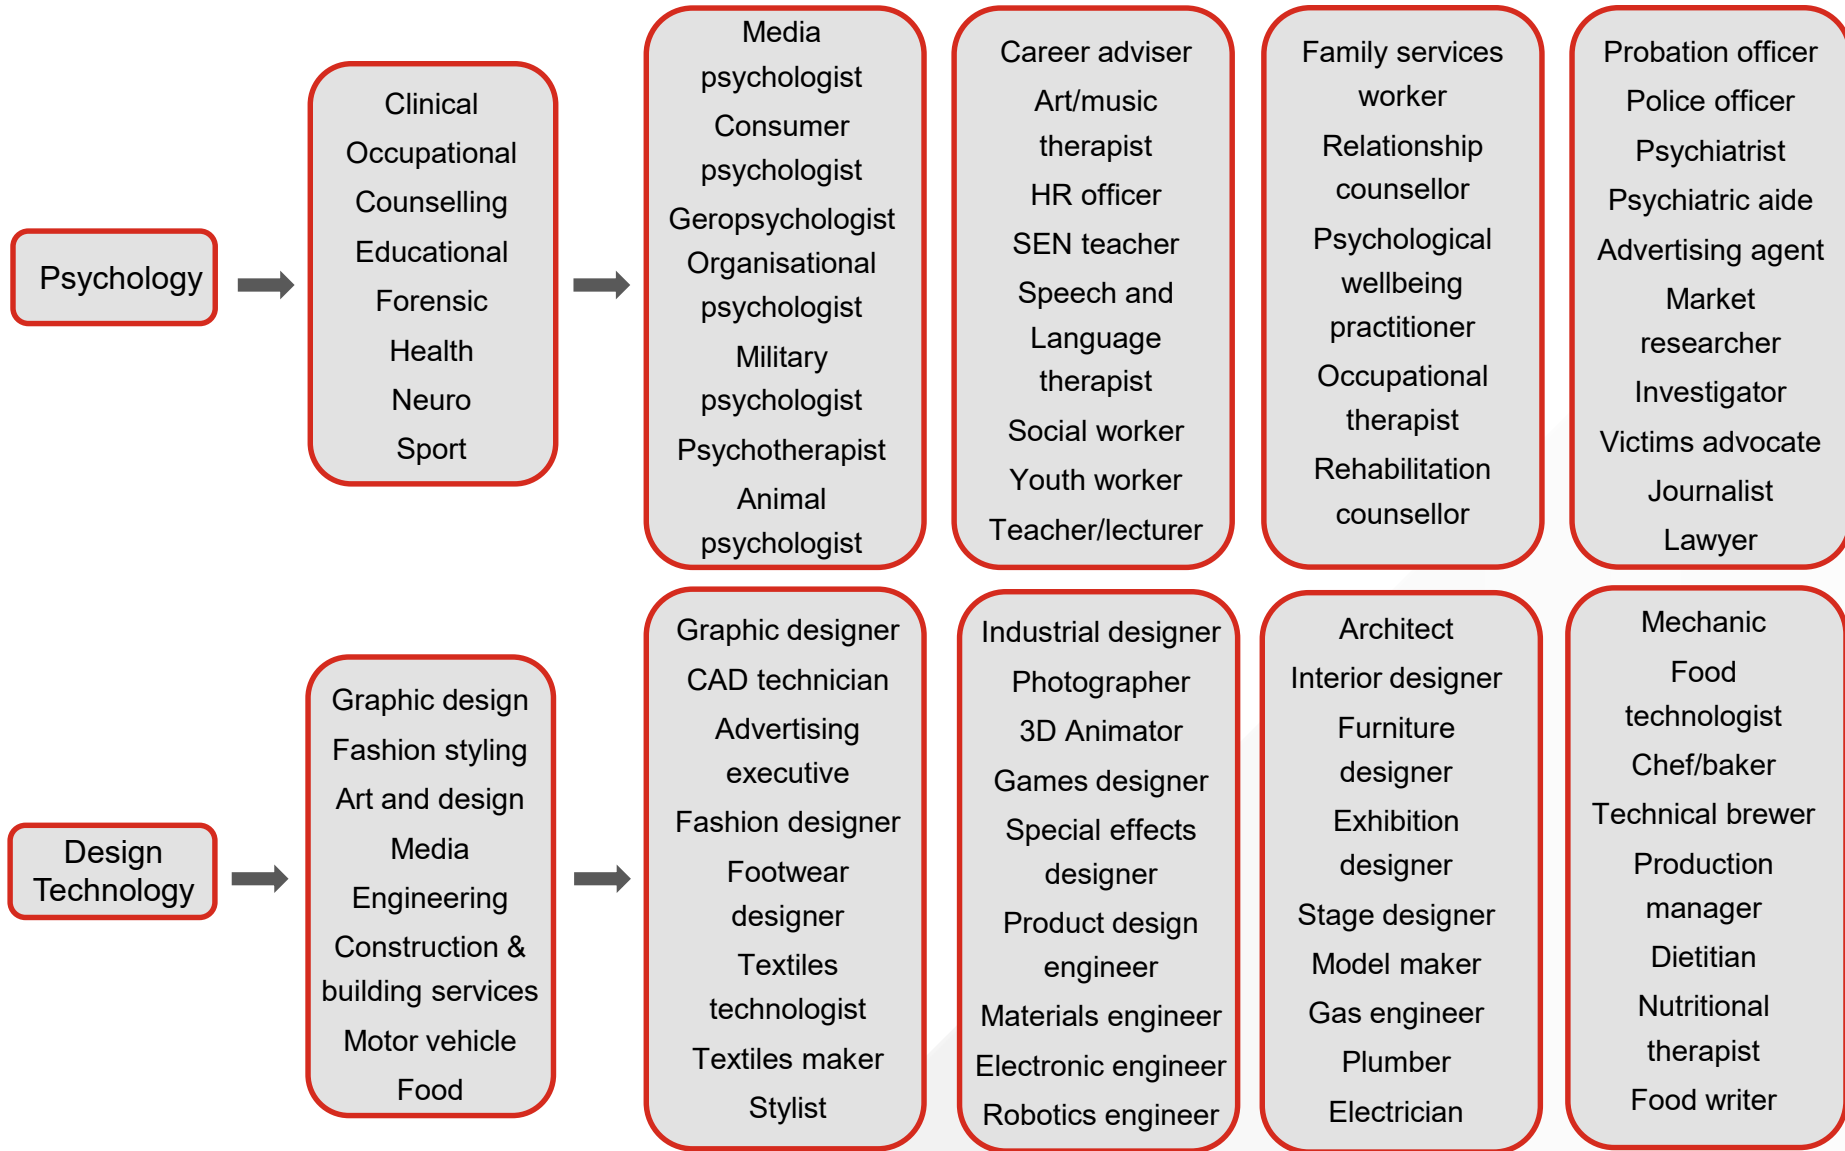 Psychology
Clinical
Occupational
Counselling
Educational
Forensic
Health
Neuro
Sport
Media
psychologist
Consumer
psychologist
Geropsychologist
Organisational
psychologist
Military
psychologist
Psychotherapist
Animal
psychologist
Career adviser
Art/music
therapist
HR officer
SEN teacher
Speech and
Language
therapist
Social worker
Youth worker
Teacher/lecturer
Family services
worker
Relationship
counsellor
Psychological
wellbeing
practitioner
Occupational
therapist
Rehabilitation
counsellor
Probation officer
Police officer
Psychiatrist
Psychiatric aide
Advertising agent
Market
researcher
Investigator
Victims advocate
Journalist
Lawyer
Design
Technology
Graphic design
Fashion styling
Art and design
Media
Engineering
Construction &
building services
Motor vehicle
Food
Graphic designer
CAD technician
Advertising
executive
Fashion designer
Footwear
designer
Textiles
technologist
Textiles maker
Stylist
Industrial designer
Photographer
3D Animator
Games designer
Special effects
designer
Product design
engineer
Materials engineer
Electronic engineer
Robotics engineer
Architect
Interior designer
Furniture
designer
Exhibition
designer
Stage designer
Model maker
Gas engineer
Plumber
Electrician
Mechanic
Food
technologist
Chef/baker
Technical brewer
Production
manager
Dietitian
Nutritional
therapist
Food writer